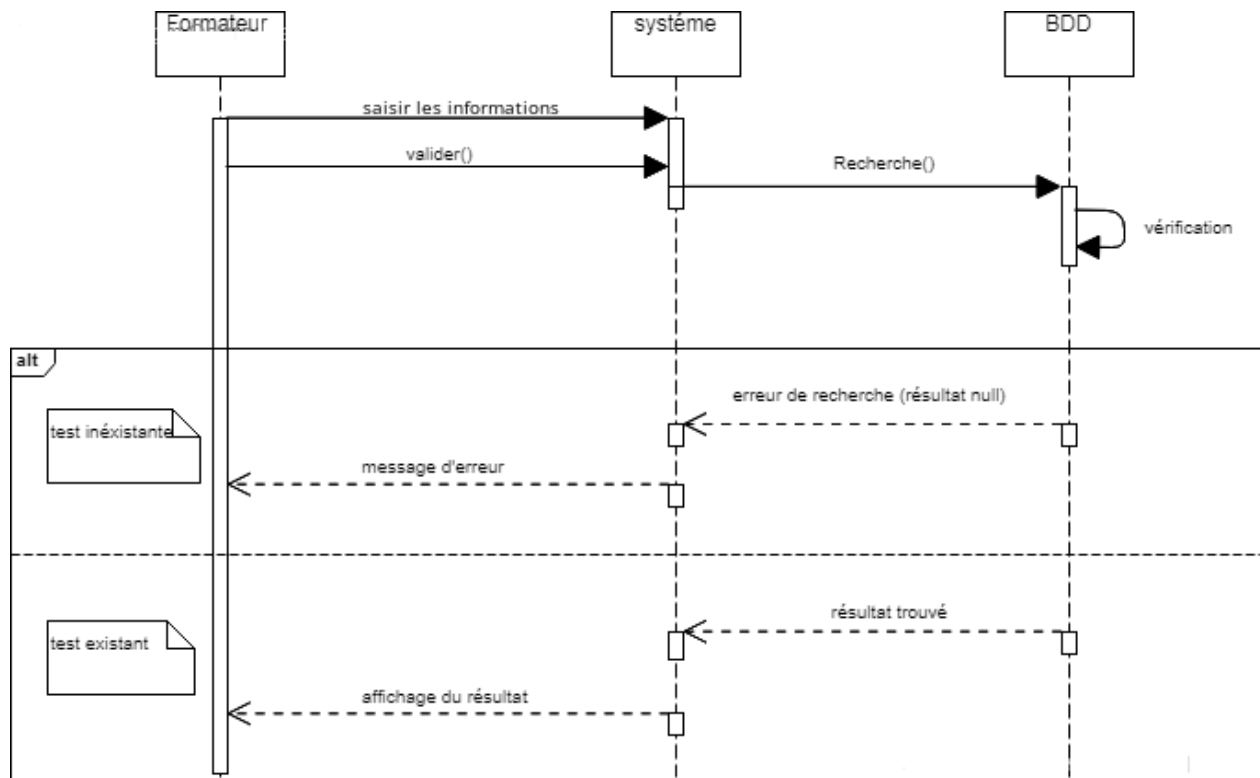 Formateur
système
BDD
saisir les informations
valider()
Recherche()
vérification
alt
erreur de recherche (résultat null)
test inéxistante
message d'erreur
résultat trouvé
test existant
affichage du résultat